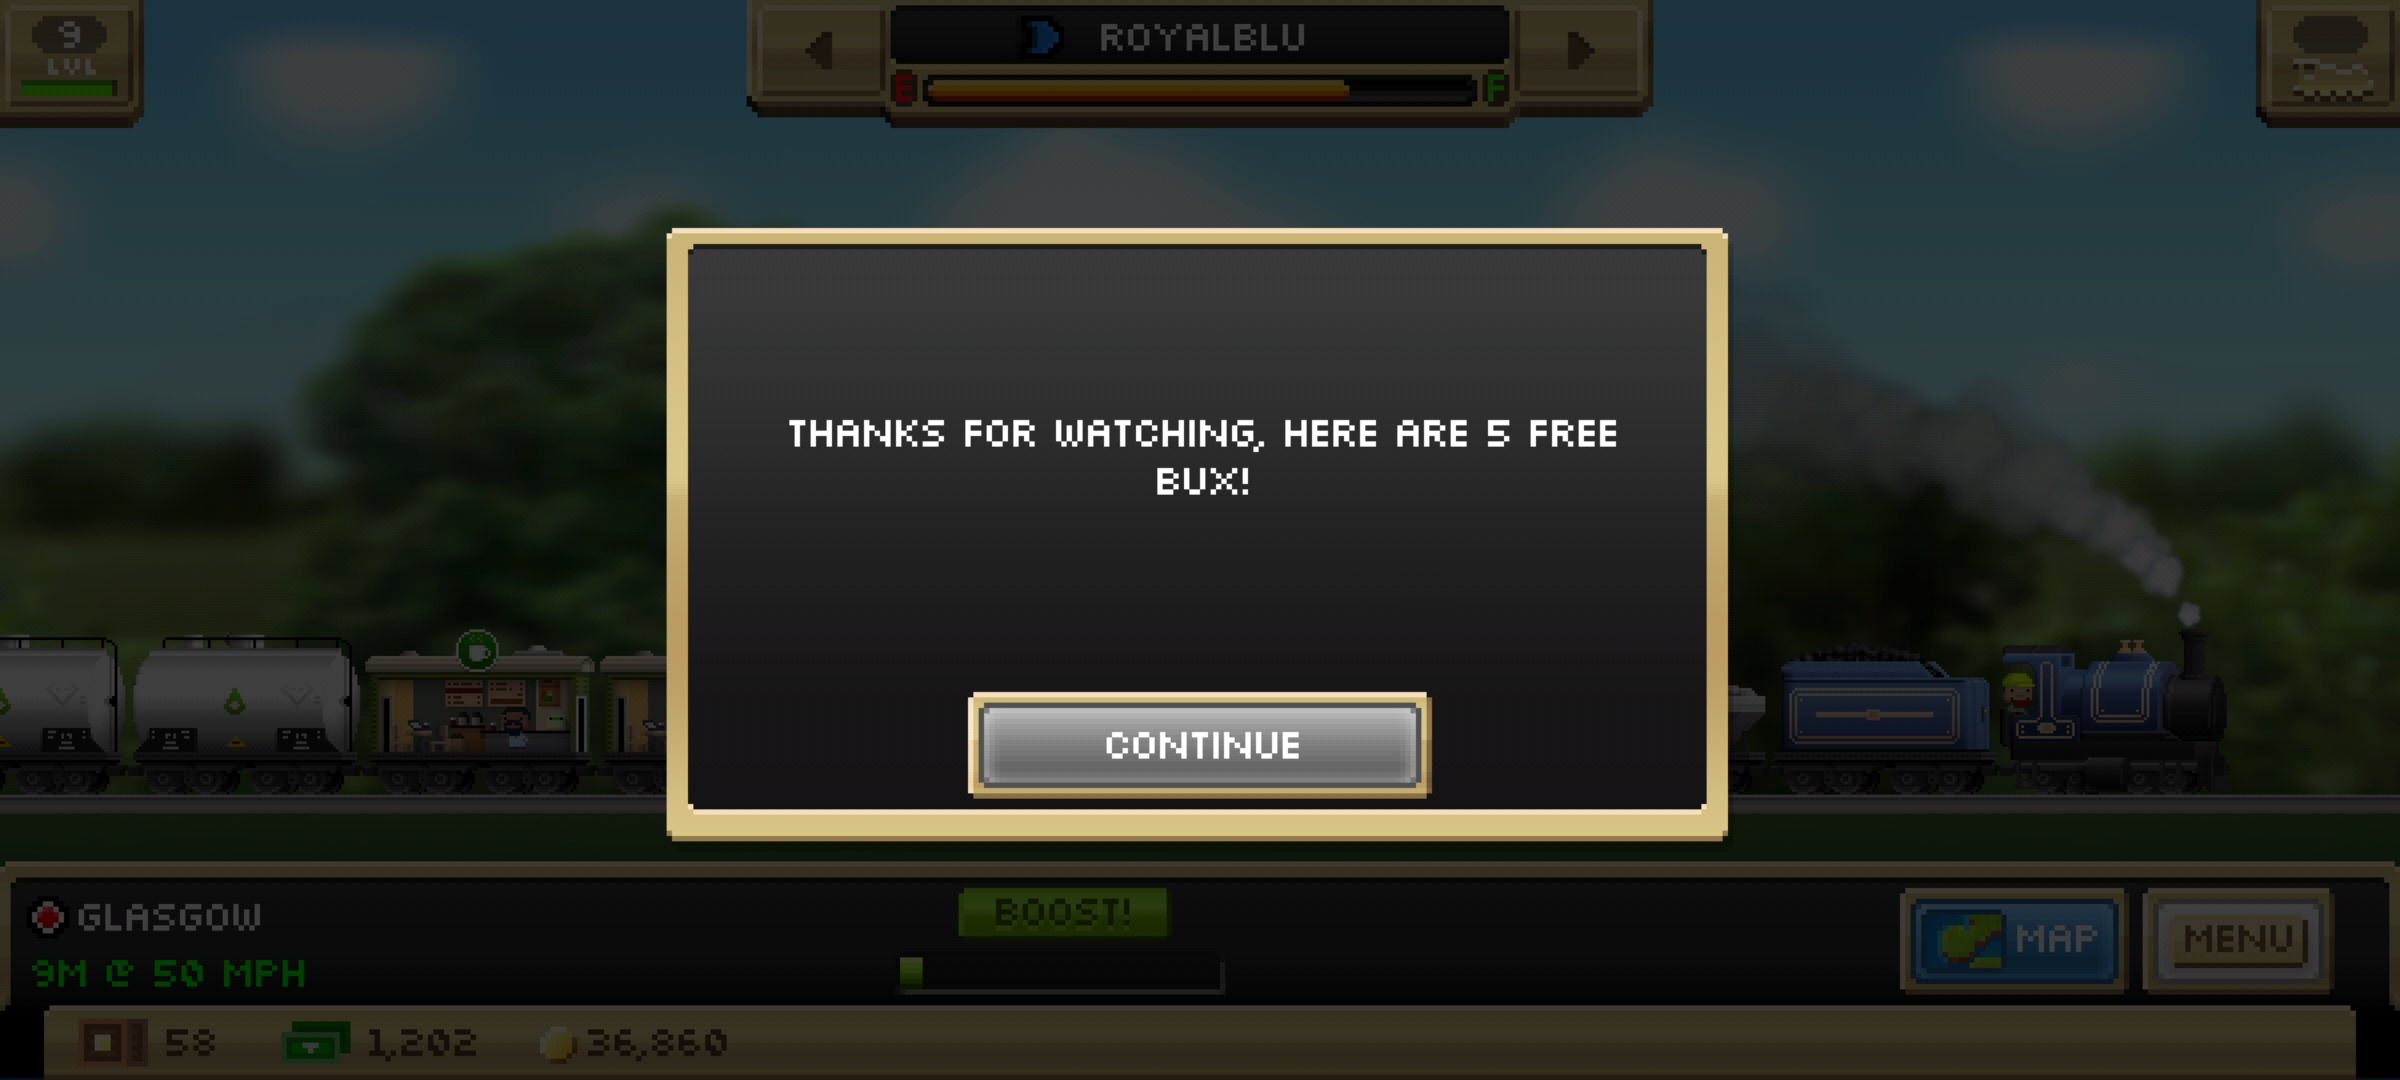 9
LVL
ROYALBLU
E
F
THANKS FOR WATCHING, HERE ARE 5 FREE
BUX!
CONTINUE
GLASGOW
9M @ 50 MPH
BOOST!
MAP
MENU
58
1,202
36,860